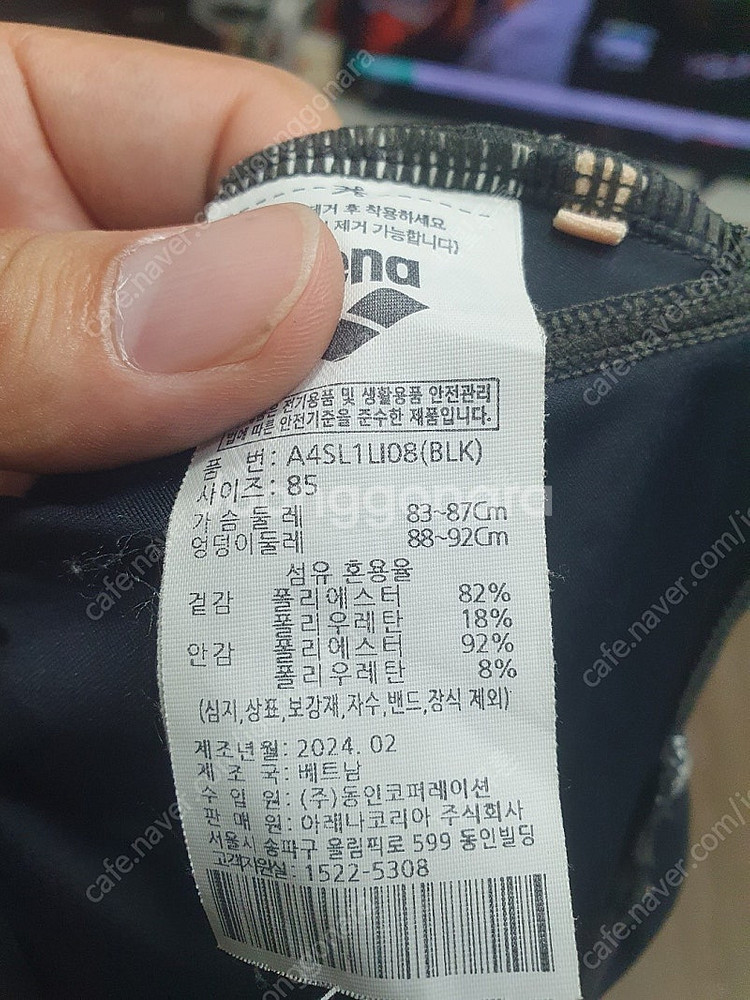 제거 후 착용하세요
제거 가능합니다)
ena
전기용품 및 생활용품 안전관리
법에 따른 안전기준을 준수한 제품입니다.
품 번: A4SL1LI08(BLK)
사이즈: 85
가슴둘레 83~87Cm
엉덩이둘레 88~92Cm
섬유 혼용율
겉감 폴리에스터 82%
폴리우레탄 18%
안감 폴리에스터 92%
폴리우레탄 8%
(심지,상표,보강재,자수,밴드,장식 제외)
제조년월: 2024. 02
제 조 국: 베트남
수 입 원: (주)동인코퍼레이션
판 매 원: 아레나코리아 주식회사
서울시 송파구 올림픽로 599 동인빌딩
고객지원실: 1522-5308